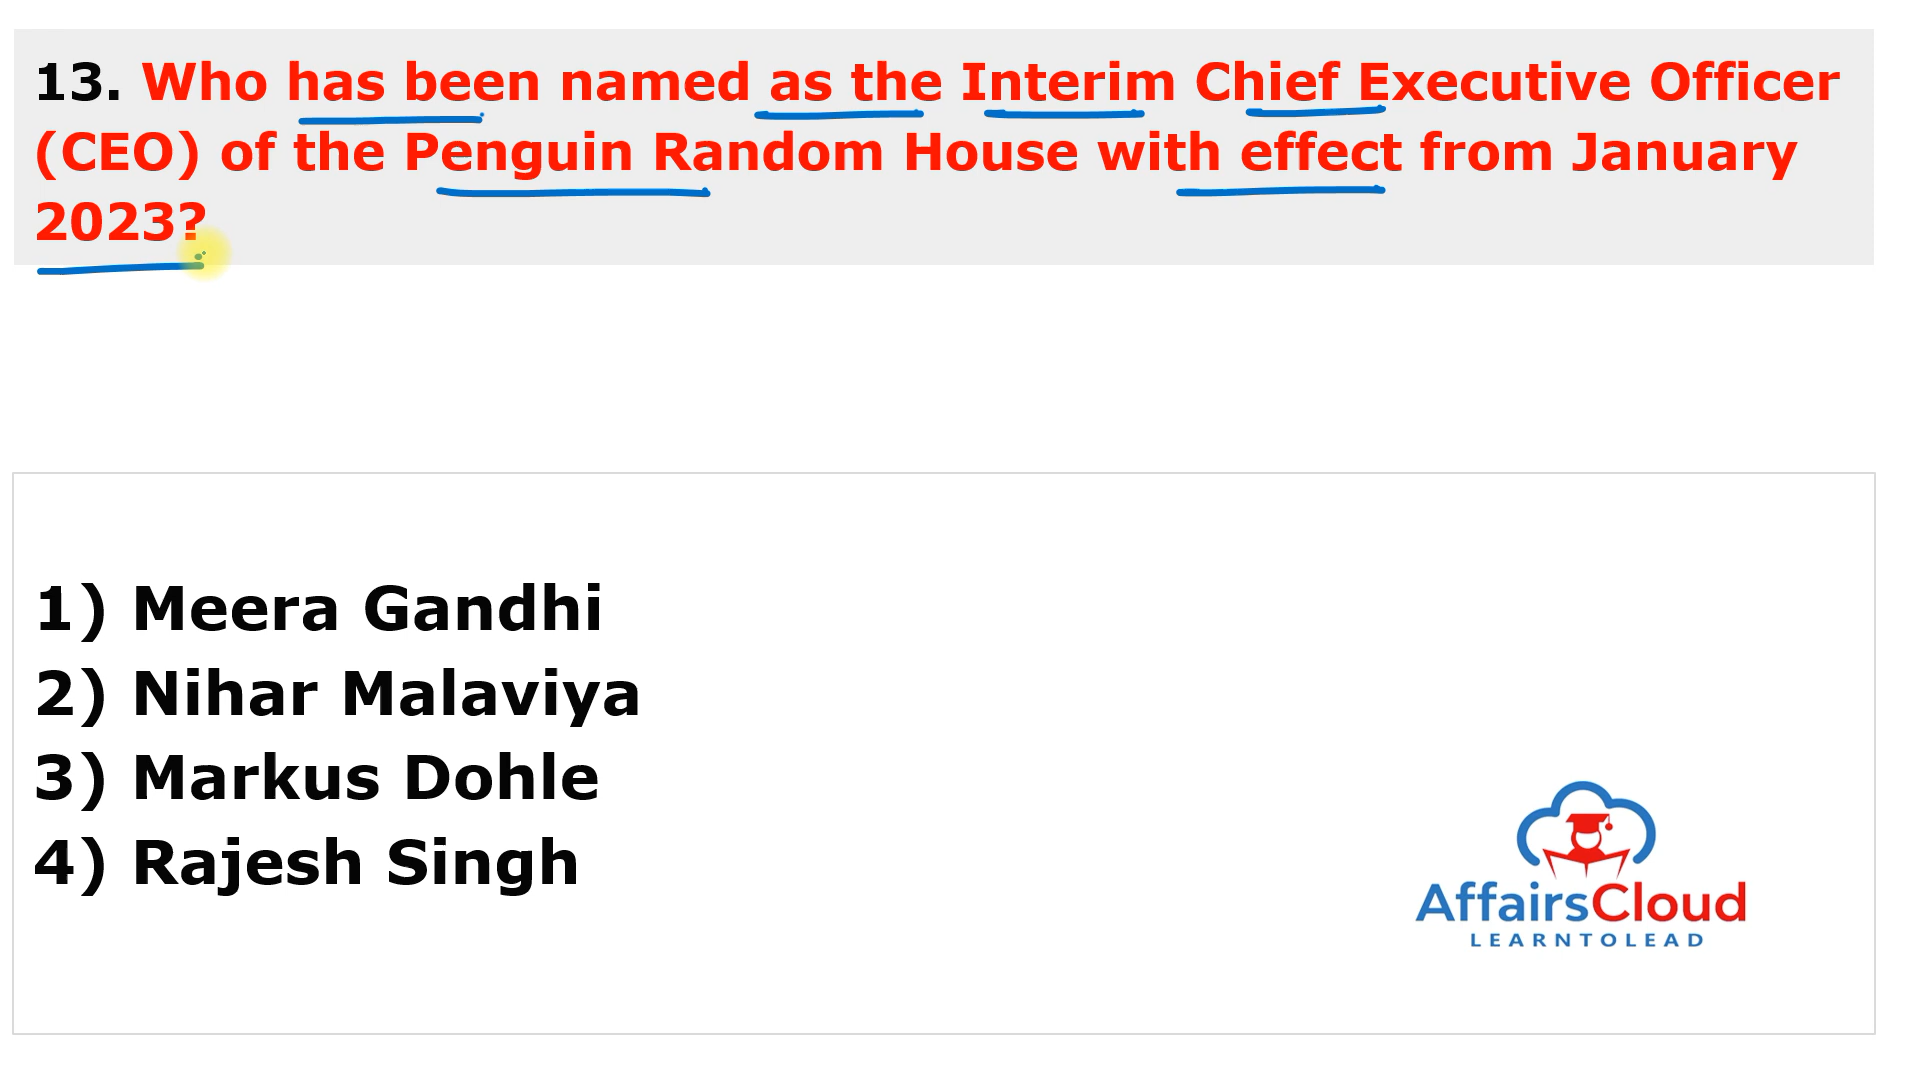 13. Who has been named as the Interim Chief Executive Officer
(CEO) of the Penguin Random House with effect from January
2023?
1) Meera Gandhi
2) Nihar Malaviya
3) Markus Dohle
4) Rajesh Singh
AffairsCloud
LEARNTOLEAD